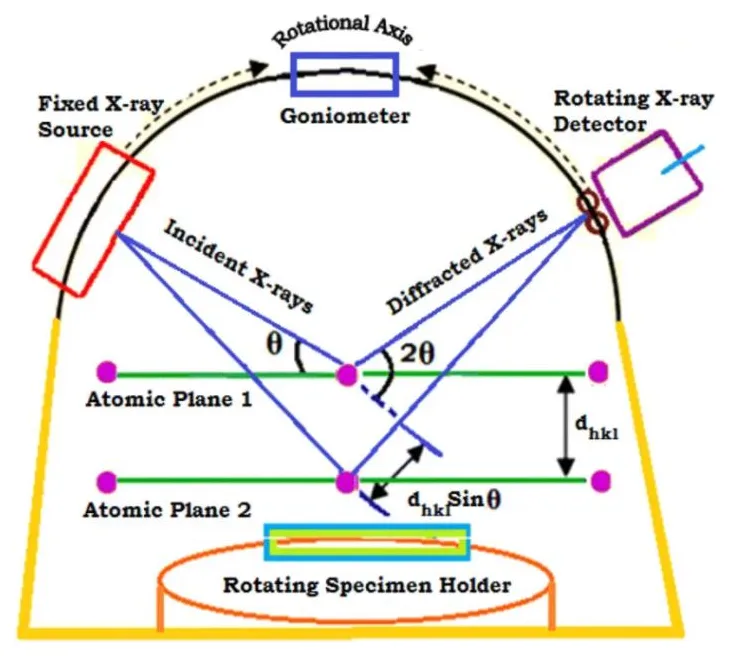 Rotational Axis
Goniometer
Fixed X-ray
Source
Rotating X-ray
Detector
Incident X-rays
Diffracted X-rays
θ
2θ
Atomic Plane 1
dhkl
Atomic Plane 2
dhklSinθ
Rotating Specimen Holder